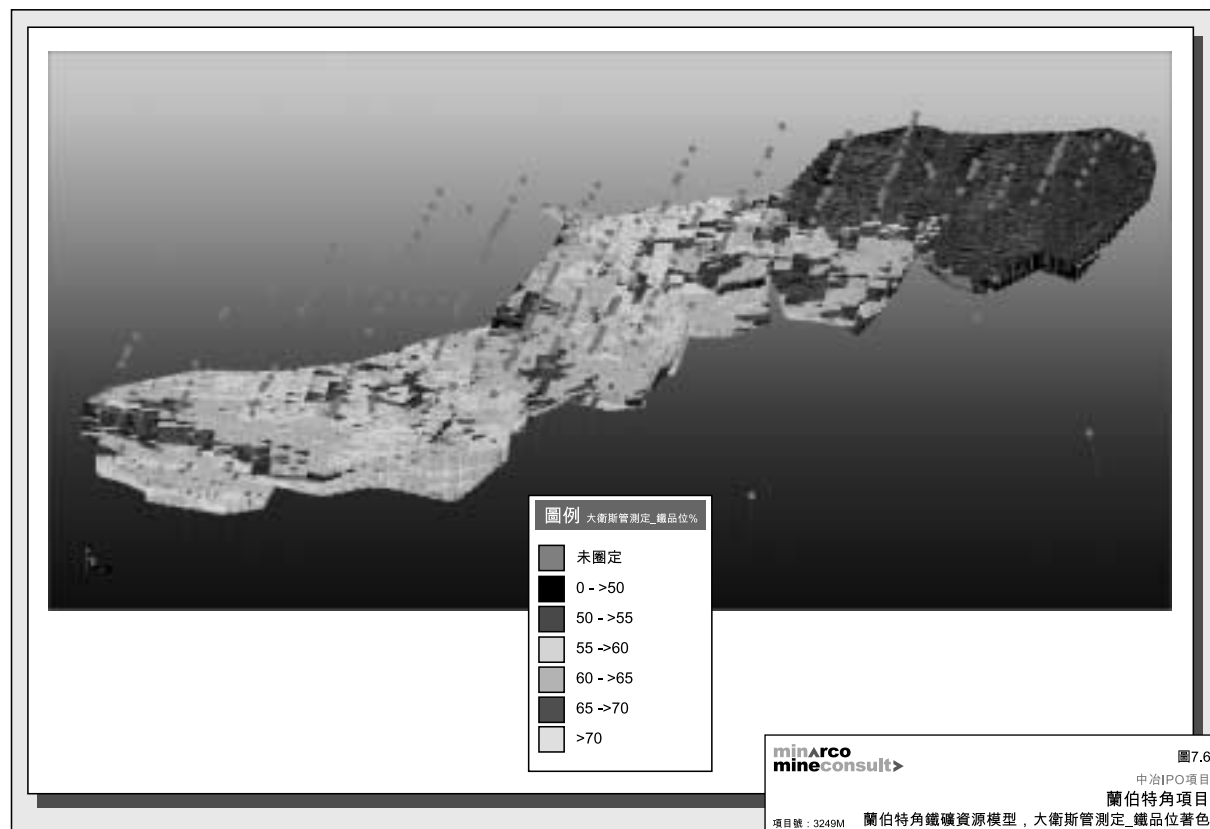 圖例 大衛斯管測定_鐵品位%
未圈定
0 - >50
50 - >55
55 ->60
60 - >65
65 ->70
>70
minarco
mineconsult>
圖7.6
中冶IPO項目
蘭伯特角項目
項目號：3249M 蘭伯特角鐵礦資源模型，大衛斯管測定_鐵品位著色